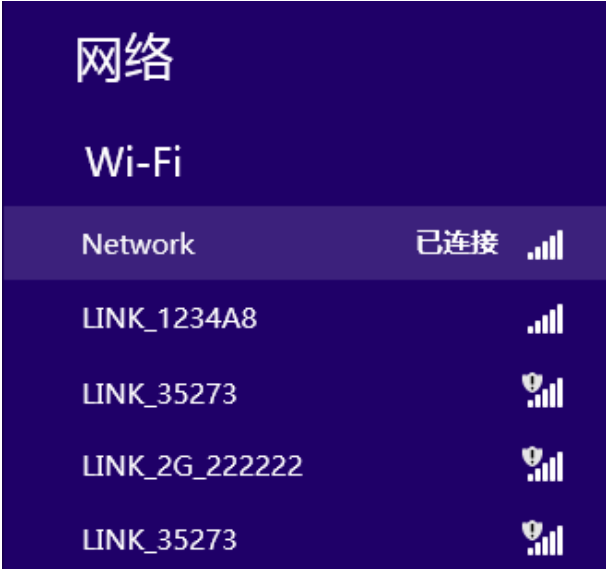 网络
Wi-Fi
Network 已连接
LINK_1234A8
LINK_35273
LINK_2G_222222
LINK_35273